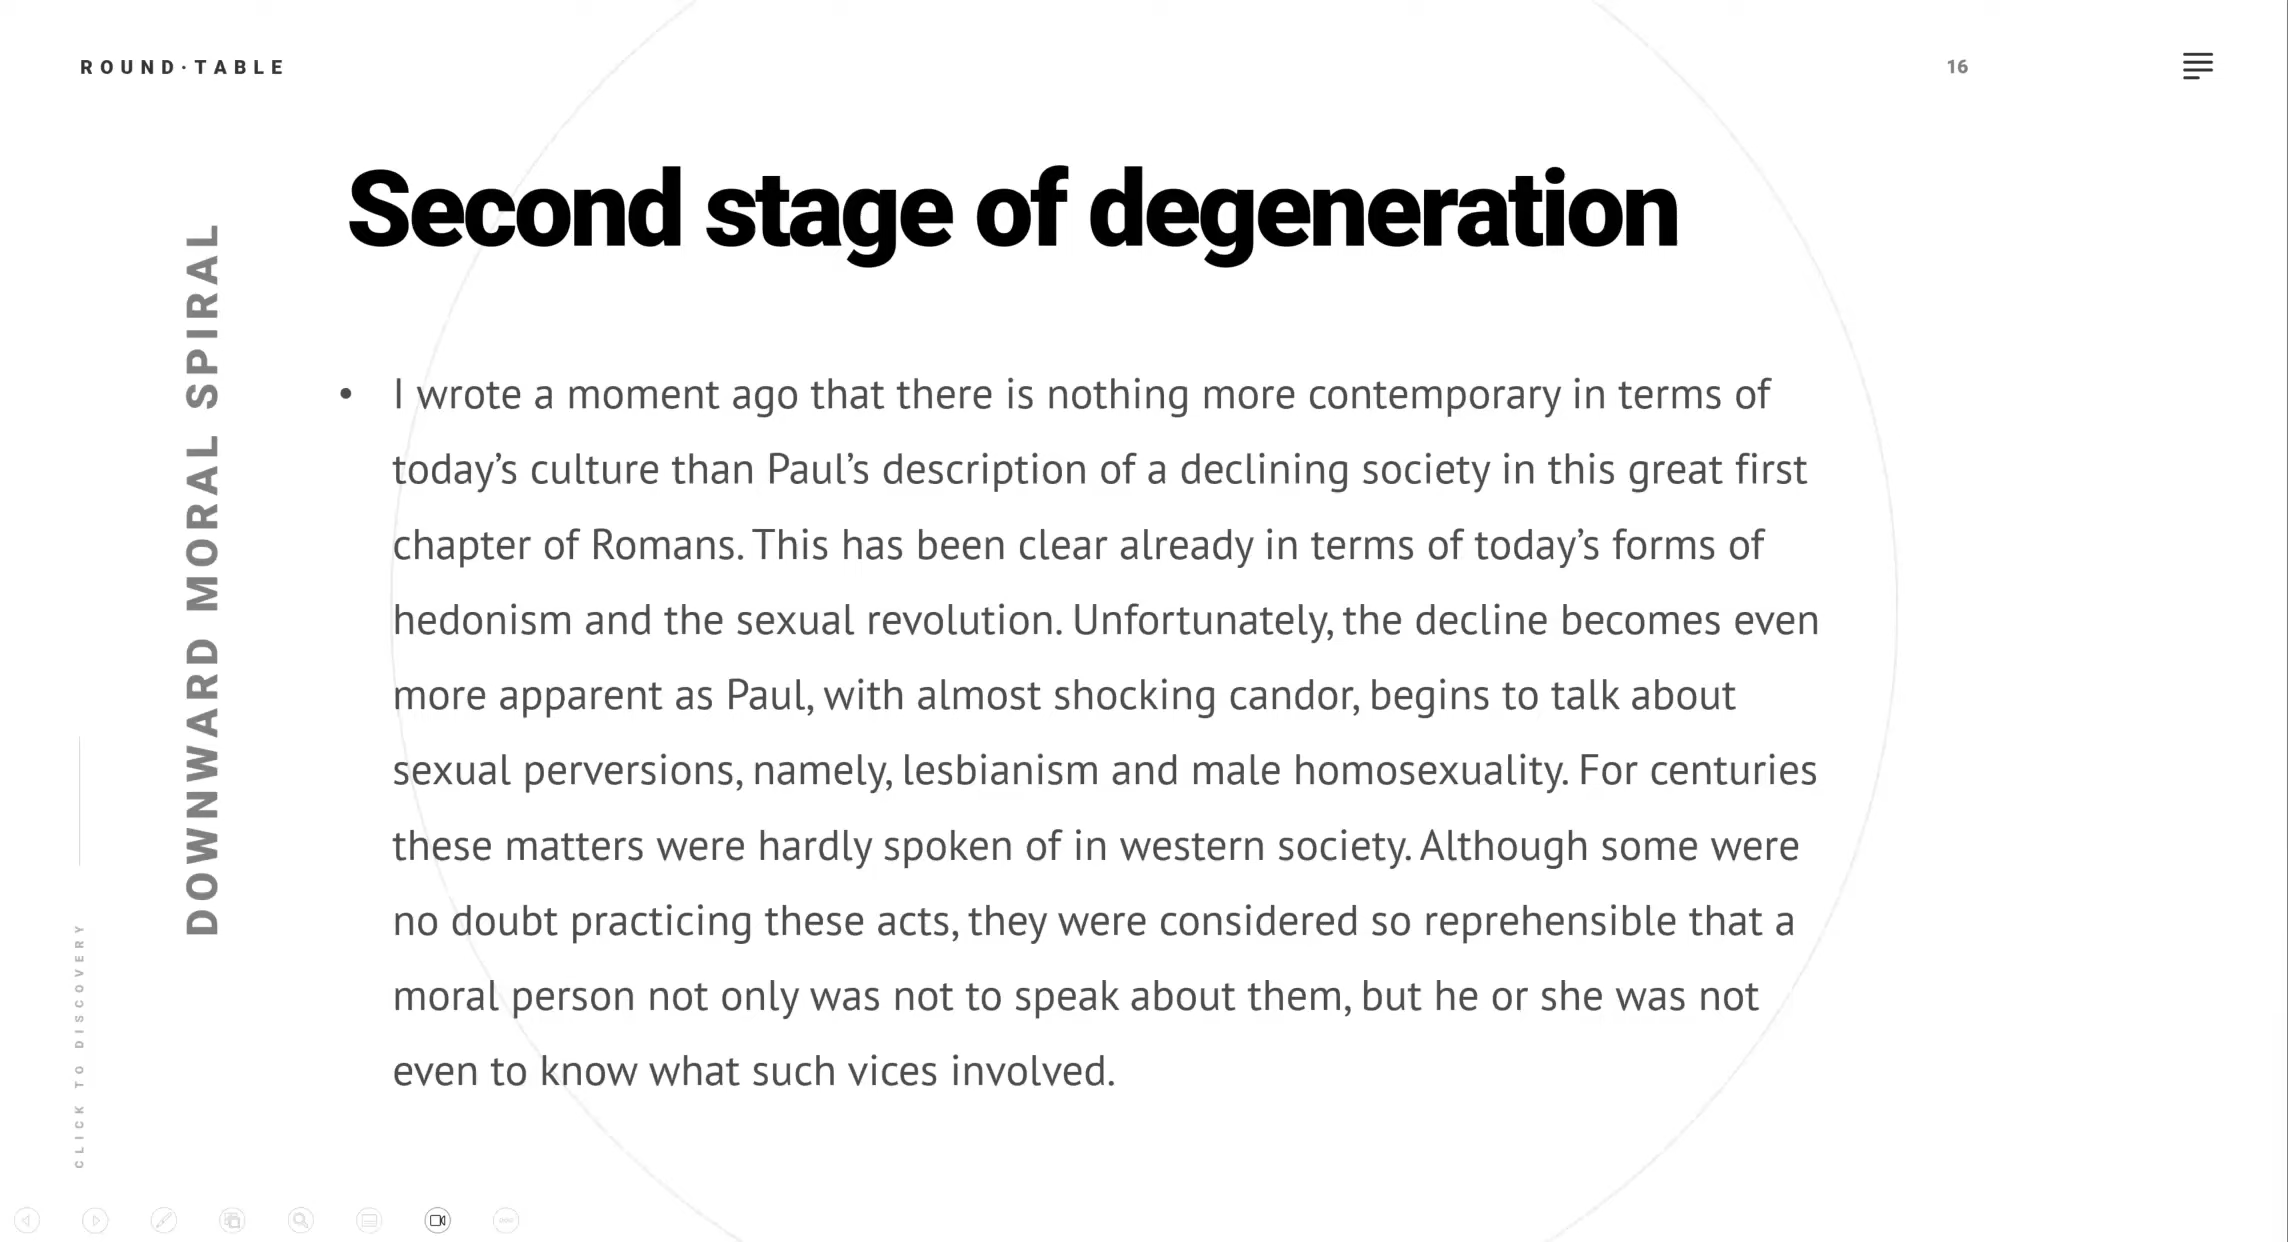 ROUND·TABLE
16
Second stage of degeneration
DOWNWARD MORAL SPIRAL
• I wrote a moment ago that there is nothing more contemporary in terms of
today’s culture than Paul’s description of a declining society in this great first
chapter of Romans. This has been clear already in terms of today’s forms of
hedonism and the sexual revolution. Unfortunately, the decline becomes even
more apparent as Paul, with almost shocking candor, begins to talk about
sexual perversions, namely, lesbianism and male homosexuality. For centuries
these matters were hardly spoken of in western society. Although some were
no doubt practicing these acts, they were considered so reprehensible that a
moral person not only was not to speak about them, but he or she was not
even to know what such vices involved.
CLICK TO DISCOVERY